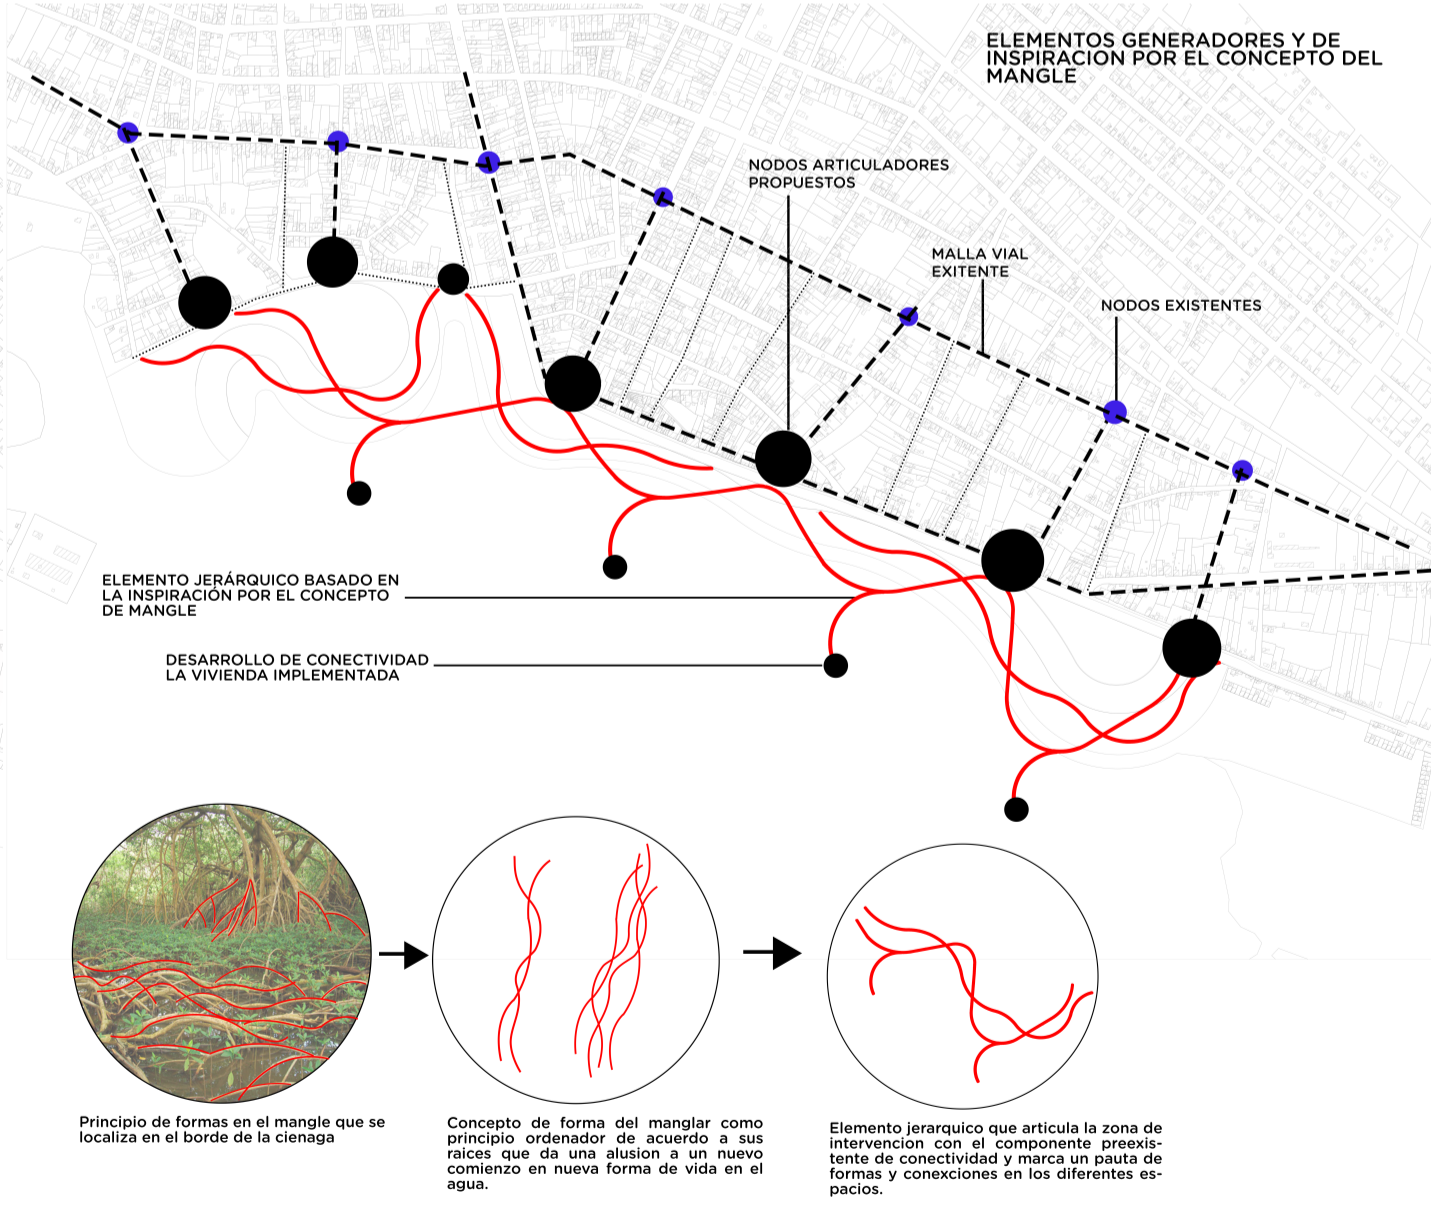 ELEMENTOS GENERADORES Y DE
INSPIRACION POR EL CONCEPTO DEL
MANGLE
NODOS ARTICULADORES
PROPUESTOS
MALLA VIAL
EXITENTE
NODOS EXISTENTES
ELEMENTO JERÁRQUICO BASADO EN
LA INSPIRACIÓN POR EL CONCEPTO
DE MANGLE
DESARROLLO DE CONECTIVIDAD
LA VIVIENDA IMPLEMENTADA
Principio de formas en el mangle que se
localiza en el borde de la cienaga
Concepto de forma del manglar como
principio ordenador de acuerdo a sus
raices que da una alusion a un nuevo
comienzo en nueva forma de vida en el
agua.
Elemento jerarquico que articula la zona de
intervencion con el componente preexis-
tente de conectividad y marca un pauta de
formas y conexciones en los diferentes es-
pacios.